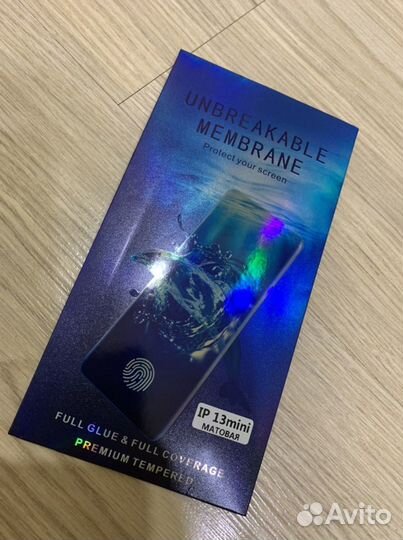 UNBREAKABLE
MEMBRANE
Protect your screen
IP 13mini
МАТОВАЯ
FULL GLUE & FULL COVERAGE
PREMIUM TEMPERED
Avito